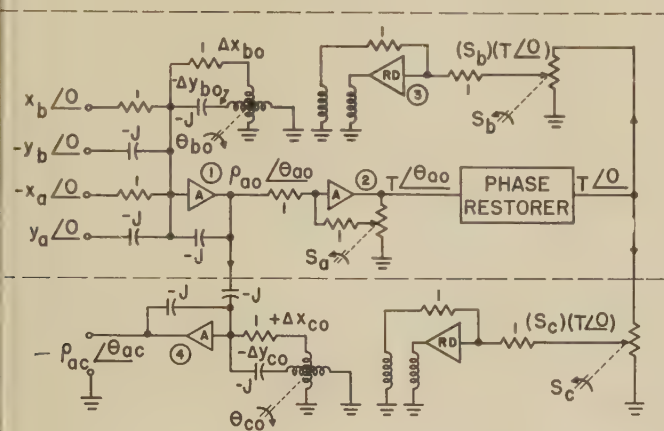 1 Δx_bo
-Δy_bo
-J
θ_bo
x_b∠0 1
-y_b∠0 -J
-x_a∠0 1
y_a∠0 -J
-J
① A
ρ_ao∠θ_ao
1
A ②
1
S_a
T∠θ_ao
PHASE RESTORER
T∠0
1
RD ③
1
(S_b)(T∠0)
S_b
-J
-J
A ④
-ρ_ac∠θ_ac
1 +Δx_co
-Δy_co
-J
θ_co
1
RD
1 (S_c)(T∠0)
S_c